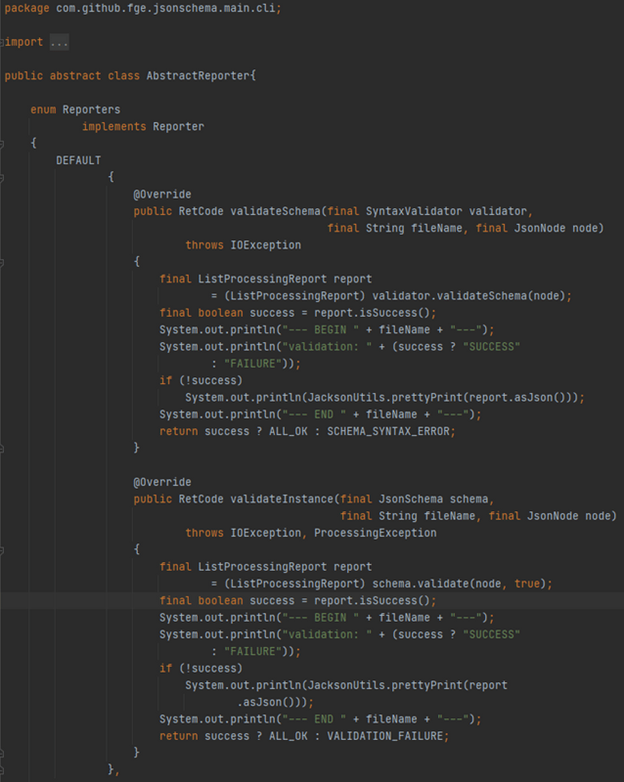 package com.github.fge.jsonschema.main.cli;
import ...
public abstract class AbstractReporter{
enum Reporters
implements Reporter
{
DEFAULT
{
@Override
public RetCode validateSchema(final SyntaxValidator validator,
final String fileName, final JsonNode node)
throws IOException
{
final ListProcessingReport report
= (ListProcessingReport) validator.validateSchema(node);
final boolean success = report.isSuccess();
System.out.println("--- BEGIN " + fileName + "---");
System.out.println("validation: " + (success ? "SUCCESS"
: "FAILURE"));
if (!success)
System.out.println(JacksonUtils.prettyPrint(report.asJson()));
System.out.println("--- END " + fileName + "---");
return success ? ALL_OK : SCHEMA_SYNTAX_ERROR;
}
@Override
public RetCode validateInstance(final JsonSchema schema,
final String fileName, final JsonNode node)
throws IOException, ProcessingException
{
final ListProcessingReport report
= (ListProcessingReport) schema.validate(node, true);
final boolean success = report.isSuccess();
System.out.println("--- BEGIN " + fileName + "---");
System.out.println("validation: " + (success ? "SUCCESS"
: "FAILURE"));
if (!success)
System.out.println(JacksonUtils.prettyPrint(report
.asJson()));
System.out.println("--- END " + fileName + "---");
return success ? ALL_OK : VALIDATION_FAILURE;
}
},